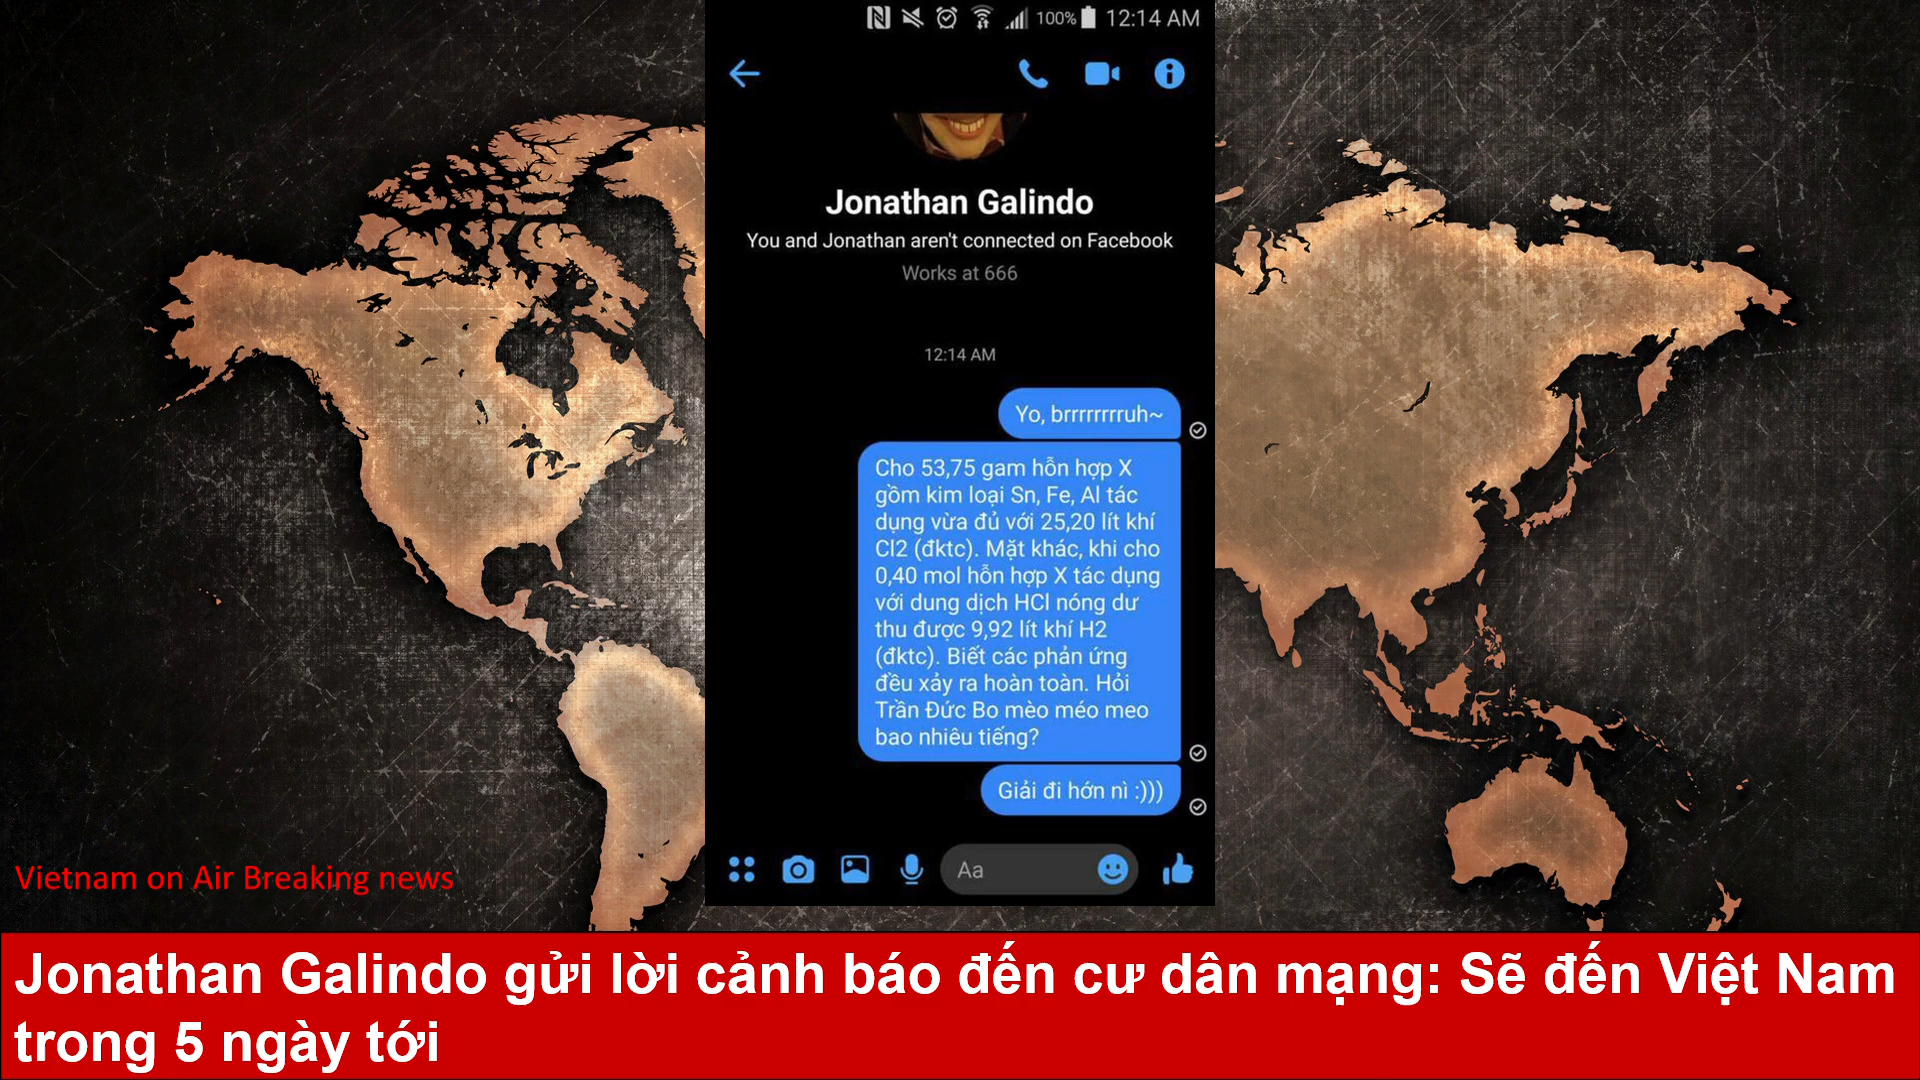 100% 12:14 AM
Jonathan Galindo
You and Jonathan aren't connected on Facebook
Works at 666
12:14 AM
Yo, brrrrrrrruh~
Cho 53,75 gam hỗn hợp X
gồm kim loại Sn, Fe, Al tác
dụng vừa đủ với 25,20 lít khí
Cl2 (đktc). Mặt khác, khi cho
0,40 mol hỗn hợp X tác dụng
với dung dịch HCl nóng dư
thu được 9,92 lít khí H2
(đktc). Biết các phản ứng
đều xảy ra hoàn toàn. Hỏi
Trần Đức Bo mèo méo meo
bao nhiêu tiếng?
Giải đi hớn nì :)))
Aa
Vietnam on Air Breaking news
Jonathan Galindo gửi lời cảnh báo đến cư dân mạng: Sẽ đến Việt Nam
trong 5 ngày tới